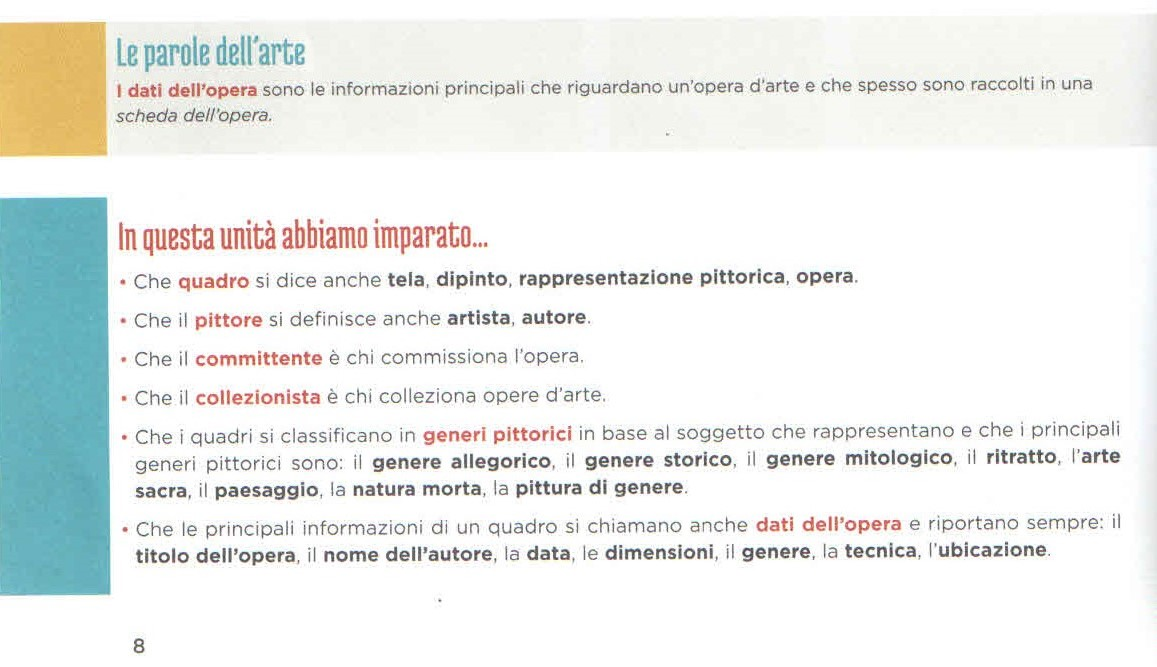 Le parole dell'arte
I dati dell'opera sono le informazioni principali che riguardano un'opera d'arte e che spesso sono raccolti in una
scheda dell'opera.
In questa unità abbiamo imparato...
• Che quadro si dice anche tela, dipinto, rappresentazione pittorica, opera.
• Che il pittore si definisce anche artista, autore.
• Che il committente è chi commissiona l'opera.
• Che il collezionista è chi colleziona opere d'arte.
• Che i quadri si classificano in generi pittorici in base al soggetto che rappresentano e che i principali
generi pittorici sono: il genere allegorico, il genere storico, il genere mitologico, il ritratto, l'arte
sacra, il paesaggio, la natura morta, la pittura di genere.
• Che le principali informazioni di un quadro si chiamano anche dati dell'opera e riportano sempre: il
titolo dell'opera, il nome dell'autore, la data, le dimensioni, il genere, la tecnica, l'ubicazione.
8